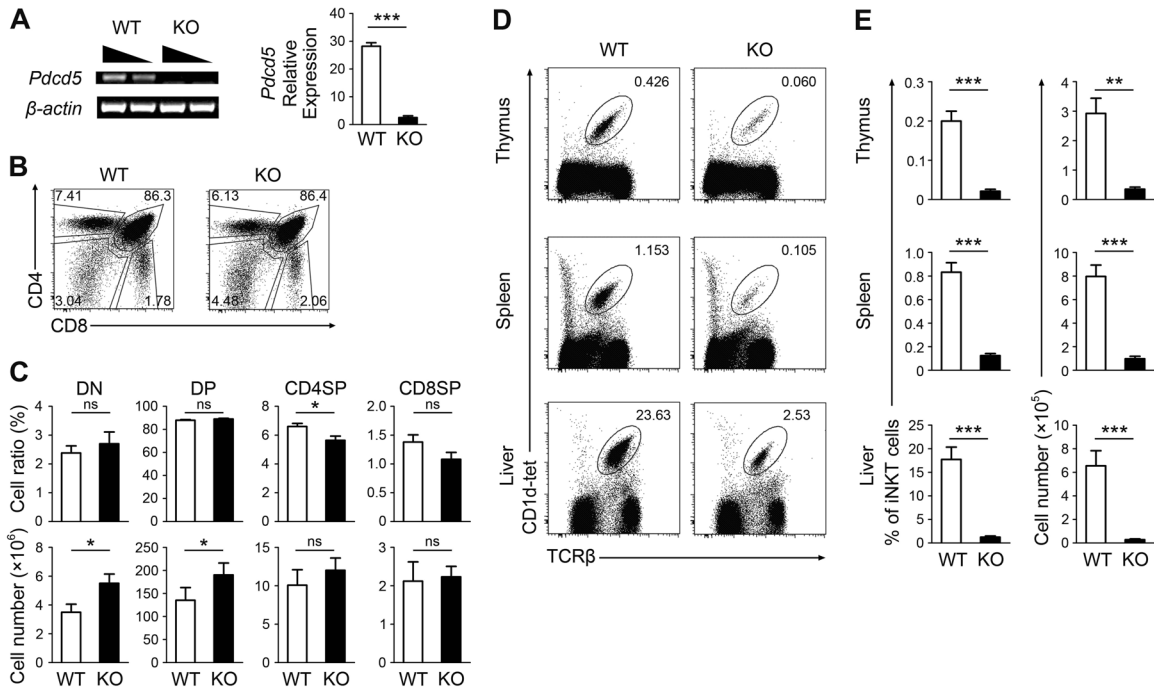 A
WT KO
Pdcd5
β-actin
Pdcd5
Relative
Expression
***
40
30
20
10
0
WT KO
B
WT KO
7.41 86.3
3.04 1.78
6.13 86.4
4.48 2.06
CD4
CD8
C
DN DP CD4SP CD8SP
Cell ratio (%)
ns ns * ns
4
3
2
1
0
100
80
60
40
20
0
8
6
4
2
0
2.0
1.5
1.0
0.5
0
Cell number (×10⁶)
* * ns ns
8
6
4
2
0
250
200
150
100
50
0
15
10
5
0
3
2
1
0
WT KO WT KO WT KO WT KO
D
WT KO
Thymus
0.426 0.060
Spleen
1.153 0.105
Liver
23.63 2.53
CD1d-tet
TCRβ
E
Thymus
*** **
0.3
0.2
0.1
0
4
3
2
1
0
Spleen
*** ***
1.0
0.8
0.6
0.4
0.2
0
10
8
6
4
2
0
Liver
% of iNKT cells
Cell number (×10⁵)
*** ***
25
20
15
10
5
0
10
8
6
4
2
0
WT KO WT KO